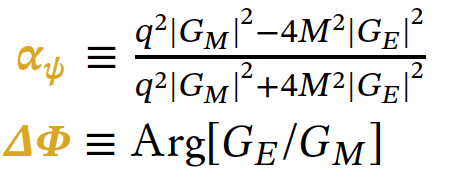 α_ψ ≡ (q²|G_M|²−4M²|G_E|²)/(q²|G_M|²+4M²|G_E|²)
ΔΦ ≡ Arg[G_E/G_M]